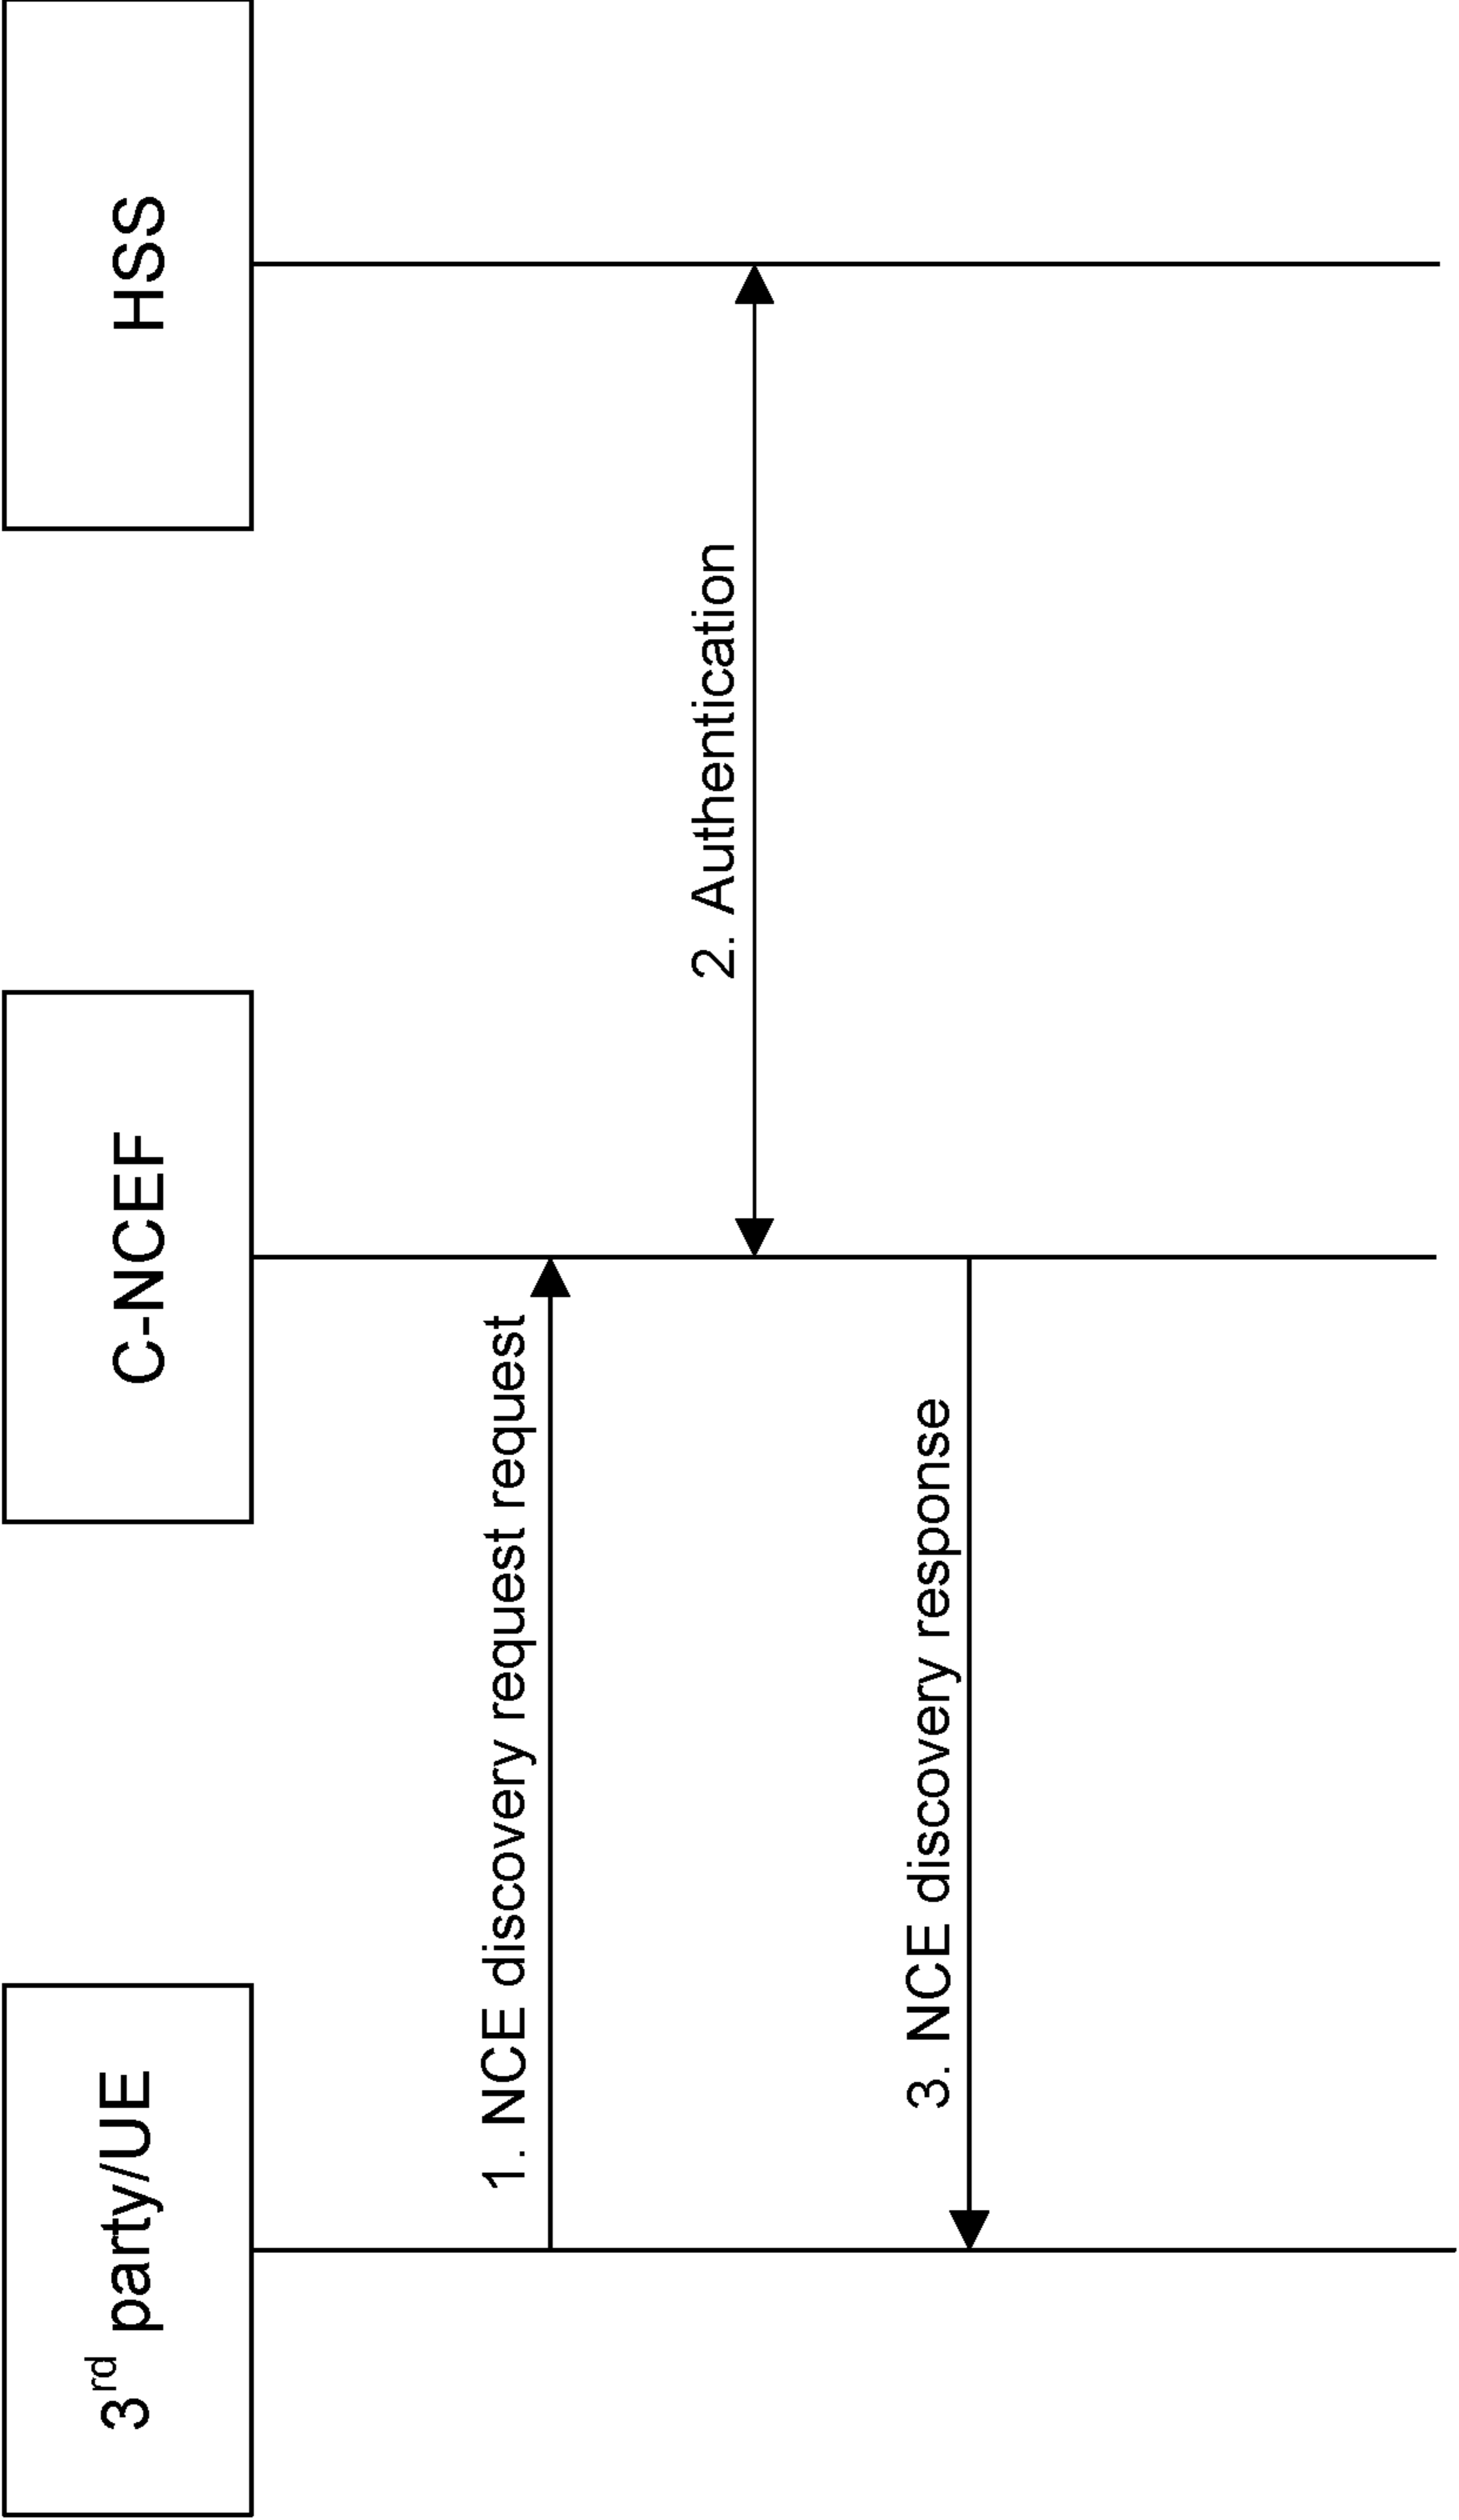 3rd party/UE
C-NCEF
HSS
1. NCE discovery request request
2. Authentication
3. NCE discovery response